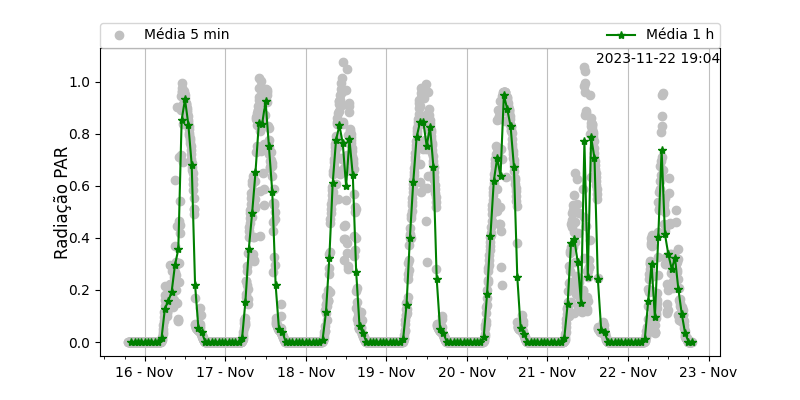 Média 5 min
Média 1 h
2023-11-22 19:04
Radiação PAR
1.0
0.8
0.6
0.4
0.2
0.0
16 - Nov
17 - Nov
18 - Nov
19 - Nov
20 - Nov
21 - Nov
22 - Nov
23 - Nov